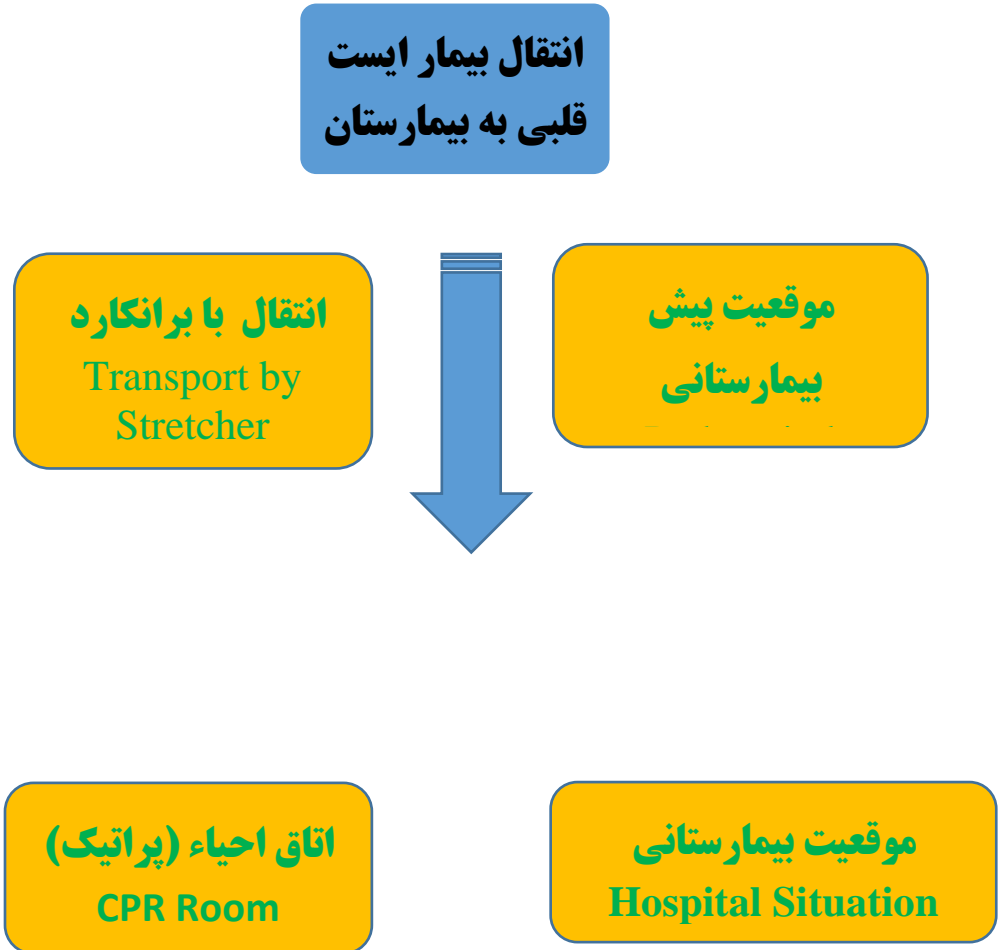 انتقال بیمار ایست
قلبی به بیمارستان
موقعیت پیش
بیمارستانی
انتقال با برانکارد
Transport by
Stretcher
موقعیت بیمارستانی
Hospital Situation
اتاق احیاء (پراتیک)
CPR Room